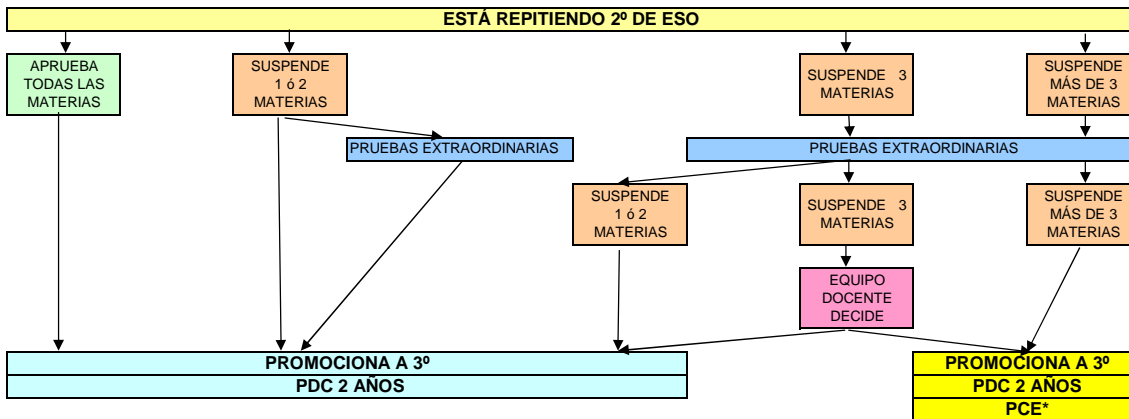 ESTÁ REPITIENDO 2º DE ESO
APRUEBA
TODAS LAS
MATERIAS
SUSPENDE
1 ó 2
MATERIAS
SUSPENDE 3
MATERIAS
SUSPENDE
MÁS DE 3
MATERIAS
PRUEBAS EXTRAORDINARIAS
PRUEBAS EXTRAORDINARIAS
SUSPENDE
1 ó 2
MATERIAS
SUSPENDE 3
MATERIAS
SUSPENDE
MÁS DE 3
MATERIAS
EQUIPO
DOCENTE
DECIDE
PROMOCIONA A 3º
PDC 2 AÑOS
PROMOCIONA A 3º
PDC 2 AÑOS
PCE*